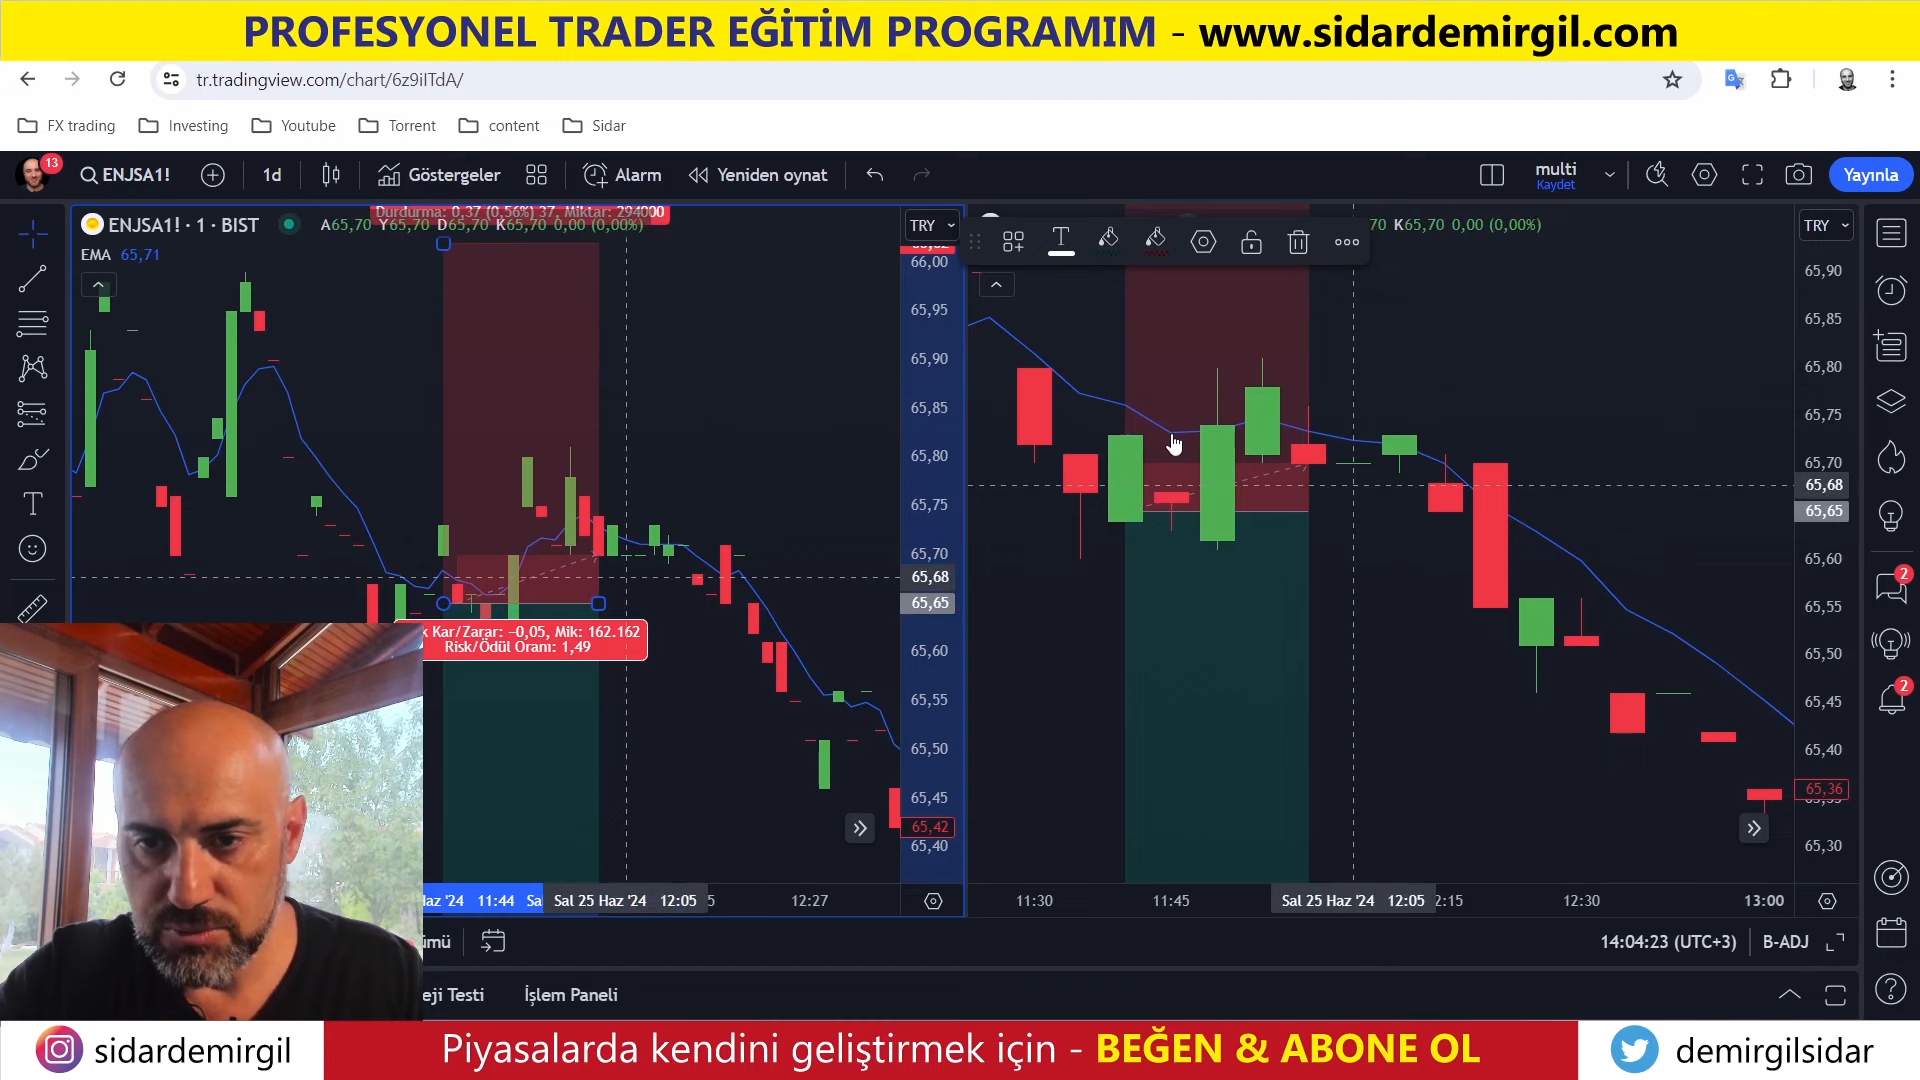 PROFESYONEL TRADER EĞİTİM PROGRAMIM - www.sidardemirgil.com
tr.tradingview.com/chart/6z9iITdA/
FX trading Investing Youtube Torrent content Sidar
13 ENJSA1! 1d Göstergeler Alarm Yeniden oynat multi Kaydet Yayınla
Durdurma: 0,37 (0,56%) 37, Miktar: 294000
ENJSA1! · 1 · BIST A65,70 Y65,70 D65,70 K65,70 0,00 (0,00%) TRY
EMA 65,71
70 K65,70 0,00 (0,00%) TRY
66,00
65,95
65,90
65,85
65,80
65,75
65,70
65,68
65,65
65,60
65,55
65,50
65,45
65,42
65,40
k Kar/Zarar: −0,05, Mik: 162.162
Risk/Ödül Oranı: 1,49
65,90
65,85
65,80
65,75
65,70
65,68
65,65
65,60
65,55
65,50
65,45
65,40
65,36
65,30
2
2
Haz '24 11:44 Sa Sal 25 Haz '24 12:05 5 12:27
11:30 11:45 Sal 25 Haz '24 12:05 2:15 12:30 13:00
ümü 14:04:23 (UTC+3) B-ADJ
eji Testi İşlem Paneli
sidardemirgil Piyasalarda kendini geliştirmek için - BEĞEN & ABONE OL demirgilsidar